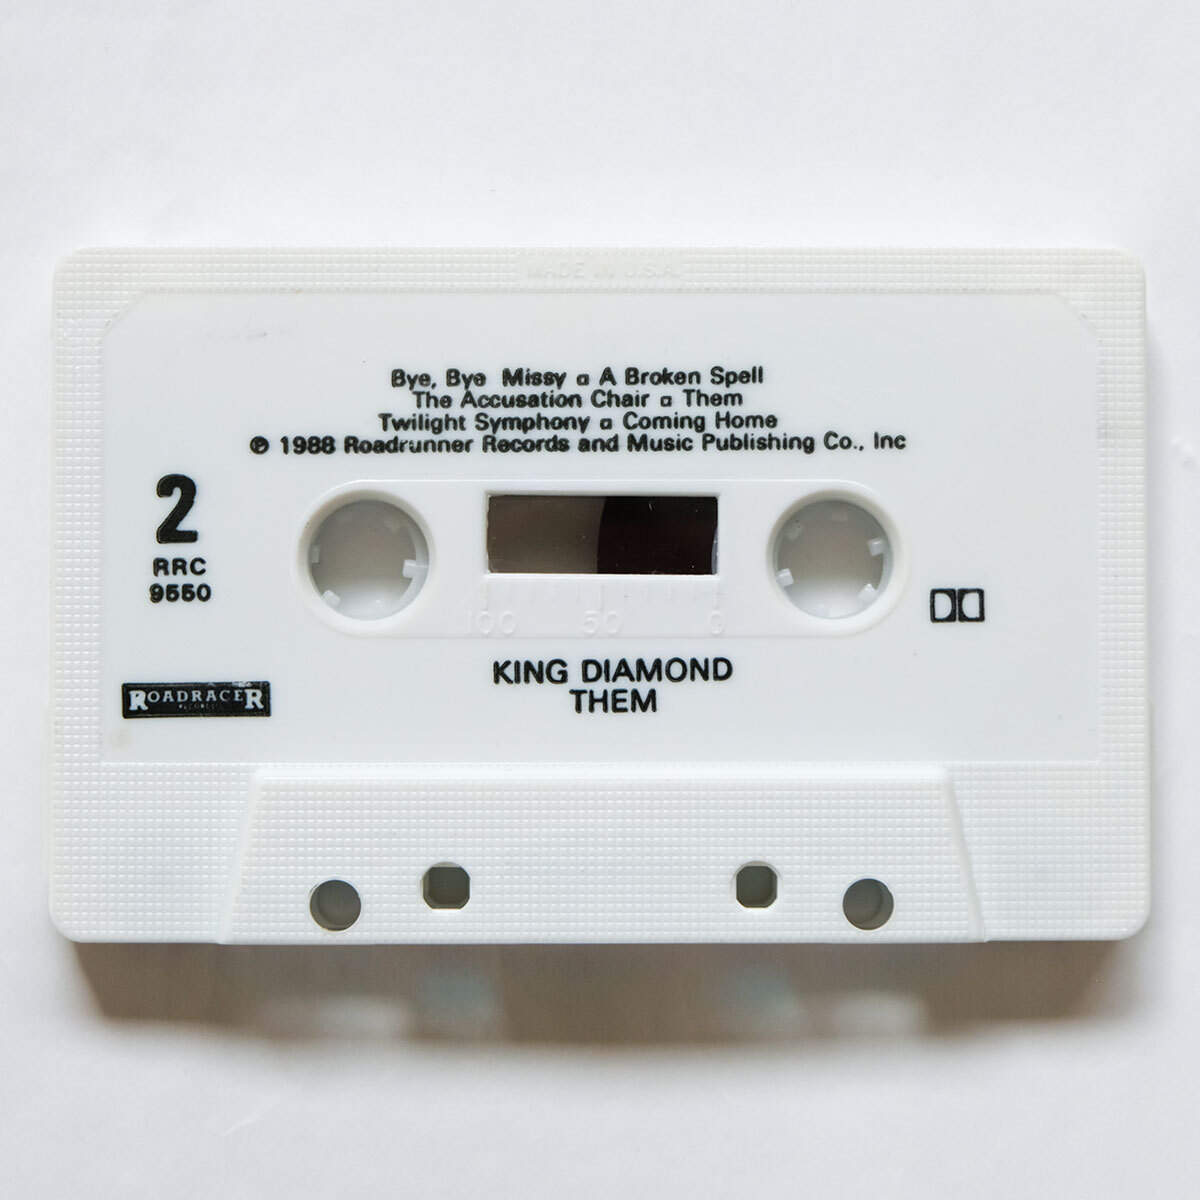 MADE IN U.S.A.
Bye, Bye Missy ¤ A Broken Spell
The Accusation Chair ¤ Them
Twilight Symphony ¤ Coming Home
℗ 1988 Roadrunner Records and Music Publishing Co., Inc
2
RRC
9550
100 50 0
KING DIAMOND
THEM
ROADRACER
RECORDS